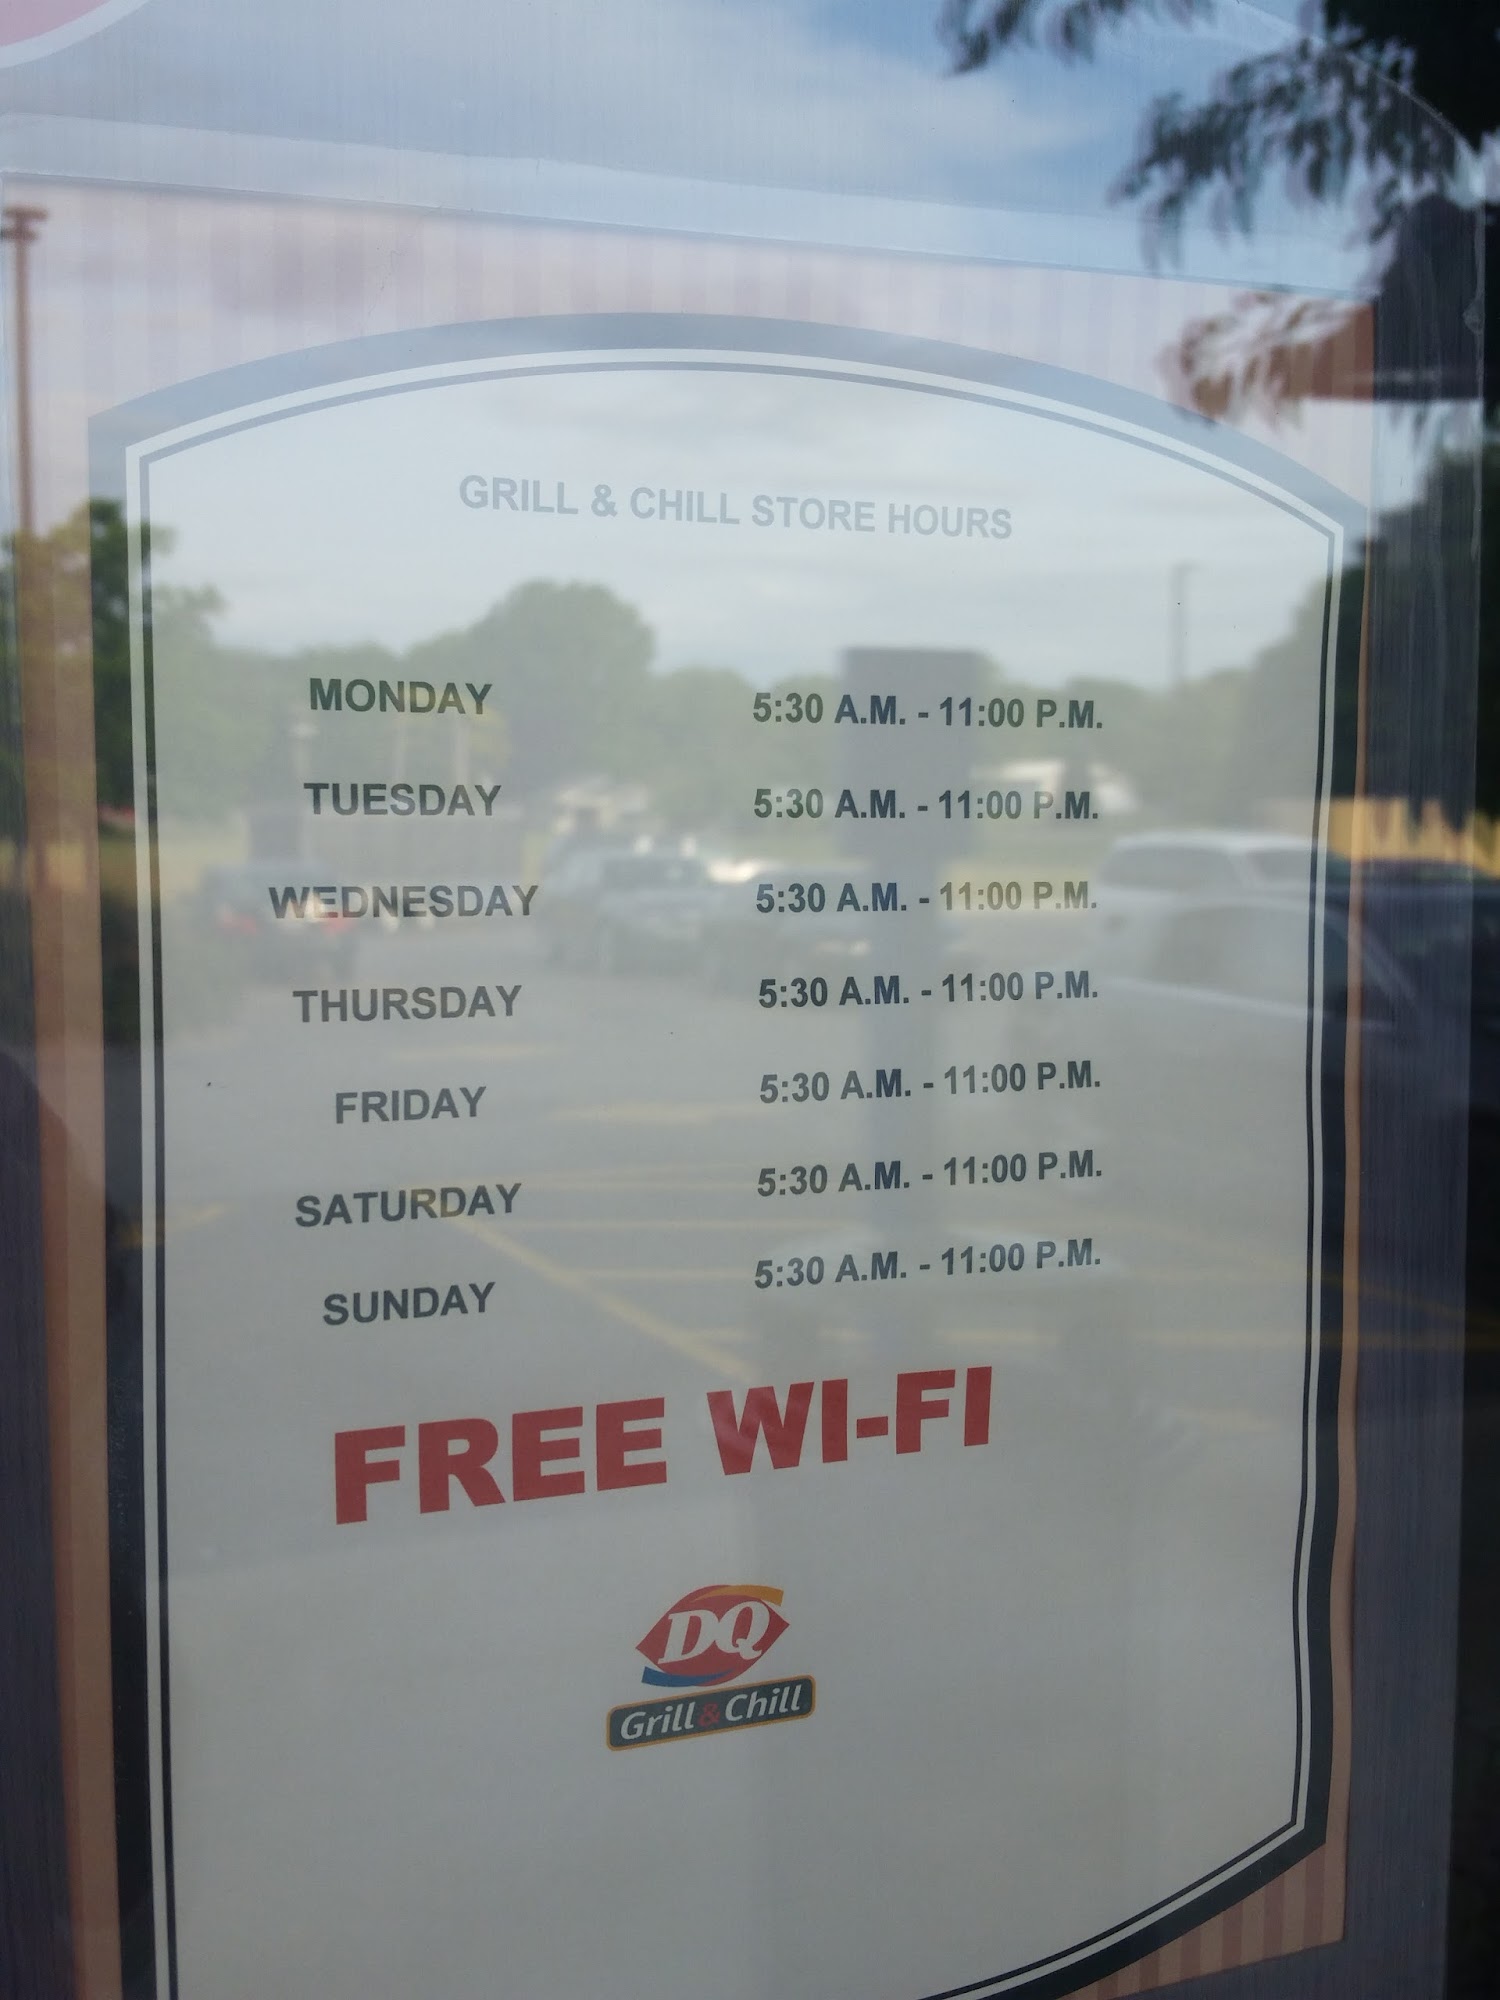 GRILL & CHILL STORE HOURS
MONDAY 5:30 A.M. - 11:00 P.M.
TUESDAY 5:30 A.M. - 11:00 P.M.
WEDNESDAY 5:30 A.M. - 11:00 P.M.
THURSDAY 5:30 A.M. - 11:00 P.M.
FRIDAY 5:30 A.M. - 11:00 P.M.
SATURDAY 5:30 A.M. - 11:00 P.M.
SUNDAY 5:30 A.M. - 11:00 P.M.
FREE WI-FI
DQ
Grill & Chill